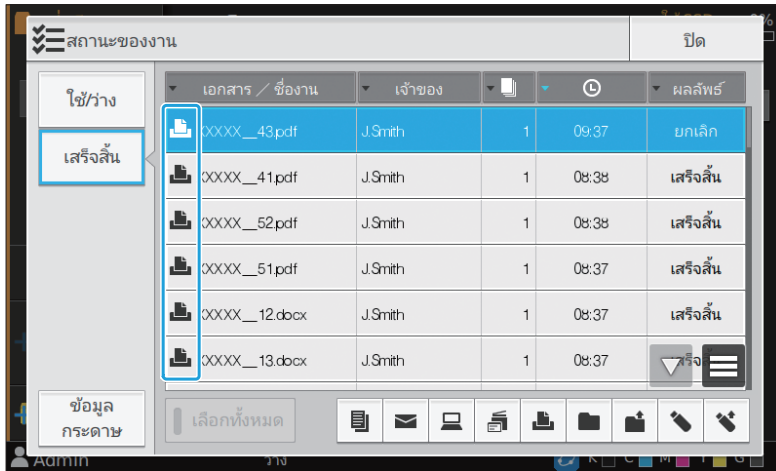 สถานะของงาน
ปิด
ใช้/ว่าง
เสร็จสิ้น
เอกสาร / ชื่องาน เจ้าของ ผลลัพธ์
XXXXX__43.pdf J.Smith 1 09:37 ยกเลิก
XXXXX__41.pdf J.Smith 1 08:38 เสร็จสิ้น
XXXXX__52.pdf J.Smith 1 08:38 เสร็จสิ้น
XXXXX__51.pdf J.Smith 1 08:37 เสร็จสิ้น
XXXXX__12.docx J.Smith 1 08:37 เสร็จสิ้น
XXXXX__13.docx J.Smith 1 08:37
ข้อมูล
กระดาษ
เลือกทั้งหมด
Admin ว่าง K C M Y G